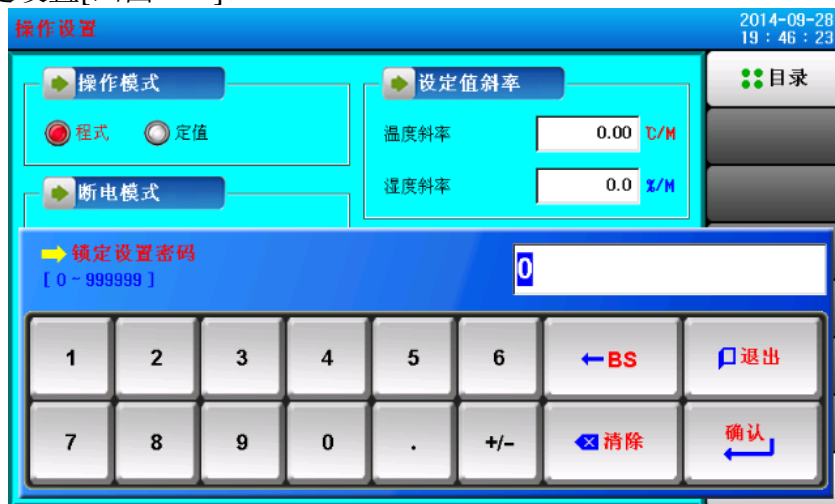 操作设置
2014-09-28
19 : 46 : 23
操作模式
程式 定值
断电模式
设定值斜率
温度斜率 0.00 ℃/M
湿度斜率 0.0 %/M
目录
锁定设置密码
[ 0 ~ 999999 ]
0
1 2 3 4 5 6 ←BS 退出
7 8 9 0 . +/- 清除 确认